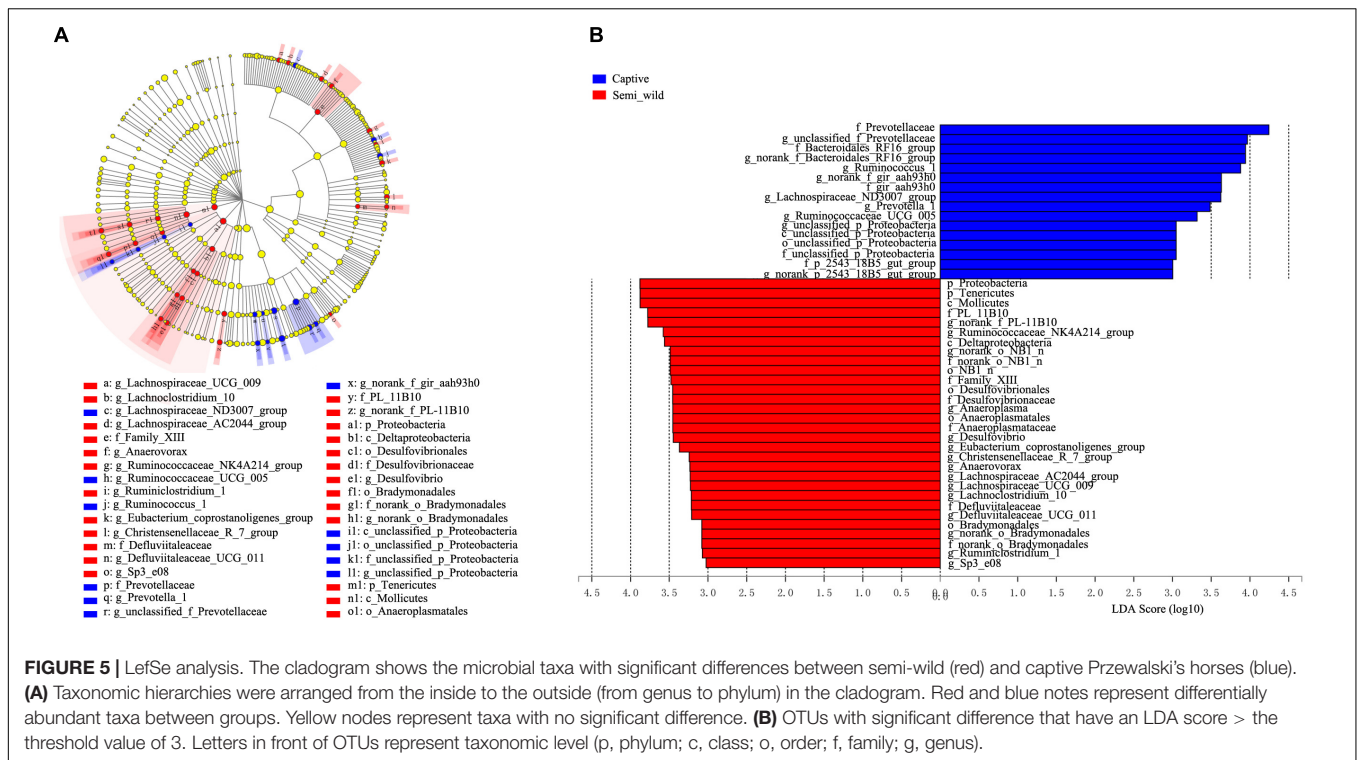 A
B
Captive
Semi_wild
f_Prevotellaceae
g_unclassified_f_Prevotellaceae
f_Bacteroidales_RF16_group
g_norank_f_Bacteroidales_RF16_group
g_Ruminococcus_1
g_norank_f_gir_aah93h0
f_gir_aah93h0
g_Lachnospiraceae_ND3007_group
g_Prevotella_1
g_Ruminococcaceae_UCG_005
g_unclassified_p_Proteobacteria
c_unclassified_p_Proteobacteria
o_unclassified_p_Proteobacteria
f_unclassified_p_Proteobacteria
f_p_2543_18B5_gut_group
g_norank_p_2543_18B5_gut_group
p_Proteobacteria
p_Tenericutes
c_Mollicutes
f_PL_11B10
g_norank_f_PL-11B10
g_Ruminococcaceae_NK4A214_group
c_Deltaproteobacteria
g_norank_o_NB1_n
f_norank_o_NB1_n
o_NB1_n
f_Family_XIII
o_Desulfovibrionales
f_Desulfovibrionaceae
g_Anaeroplasma
o_Anaeroplasmatales
f_Anaeroplasmataceae
g_Desulfovibrio
g_Eubacterium_coprostanoligenes_group
g_Christensenellaceae_R_7_group
g_Anaerovorax
g_Lachnospiraceae_AC2044_group
g_Lachnospiraceae_UCG_009
g_Lachnoclostridium_10
f_Defluviitaleaceae
g_Defluviitaleaceae_UCG_011
o_Bradymonadales
g_norank_o_Bradymonadales
f_norank_o_Bradymonadales
g_Ruminiclostridium_1
g_Sp3_e08
4.5 4.0 3.5 3.0 2.5 2.0 1.5 1.0 0.5 0.0 0.5 1.0 1.5 2.0 2.5 3.0 3.5 4.0 4.5
LDA Score (log10)
a: g_Lachnospiraceae_UCG_009
b: g_Lachnoclostridium_10
c: g_Lachnospiraceae_ND3007_group
d: g_Lachnospiraceae_AC2044_group
e: f_Family_XIII
f: g_Anaerovorax
g: g_Ruminococcaceae_NK4A214_group
h: g_Ruminococcaceae_UCG_005
i: g_Ruminiclostridium_1
j: g_Ruminococcus_1
k: g_Eubacterium_coprostanoligenes_group
l: g_Christensenellaceae_R_7_group
m: f_Defluviitaleaceae
n: g_Defluviitaleaceae_UCG_011
o: g_Sp3_e08
p: f_Prevotellaceae
q: g_Prevotella_1
r: g_unclassified_f_Prevotellaceae
x: g_norank_f_gir_aah93h0
y: f_PL_11B10
z: g_norank_f_PL-11B10
a1: p_Proteobacteria
b1: c_Deltaproteobacteria
c1: o_Desulfovibrionales
d1: f_Desulfovibrionaceae
e1: g_Desulfovibrio
f1: o_Bradymonadales
g1: f_norank_o_Bradymonadales
h1: g_norank_o_Bradymonadales
i1: c_unclassified_p_Proteobacteria
j1: o_unclassified_p_Proteobacteria
k1: f_unclassified_p_Proteobacteria
l1: g_unclassified_p_Proteobacteria
m1: p_Tenericutes
n1: c_Mollicutes
o1: o_Anaeroplasmatales
FIGURE 5 | LefSe analysis. The cladogram shows the microbial taxa with significant differences between semi-wild (red) and captive Przewalski's horses (blue).
(A) Taxonomic hierarchies were arranged from the inside to the outside (from genus to phylum) in the cladogram. Red and blue notes represent differentially
abundant taxa between groups. Yellow nodes represent taxa with no significant difference. (B) OTUs with significant difference that have an LDA score > the
threshold value of 3. Letters in front of OTUs represent taxonomic level (p, phylum; c, class; o, order; f, family; g, genus).